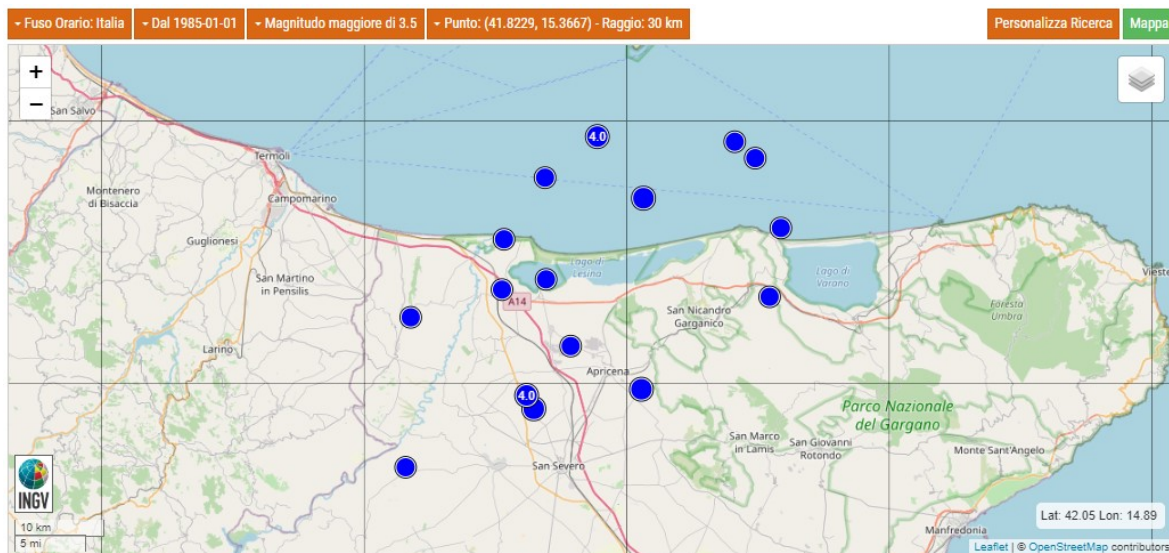 Fuso Orario: Italia
Dal 1985-01-01
Magnitudo maggiore di 3.5
Punto: (41.8229, 15.3667) - Raggio: 30 km
Personalizza Ricerca
Mappa
+
−
San Salvo
Termoli
Campomarino
Montenero
di Bisaccia
Guglionesi
San Martino
in Pensilis
Larino
4.0
Lago di
Lesina
A14
San Nicandro
Garganico
Lago di
Varano
Vieste
Foresta
Umbra
Apricena
4.0
Parco Nazionale
del Gargano
San Marco
in Lamis
San Giovanni
Rotondo
Monte Sant'Angelo
San Severo
Manfredonia
INGV
10 km
5 mi
Lat: 42.05 Lon: 14.89
Leaflet | © OpenStreetMap contributors